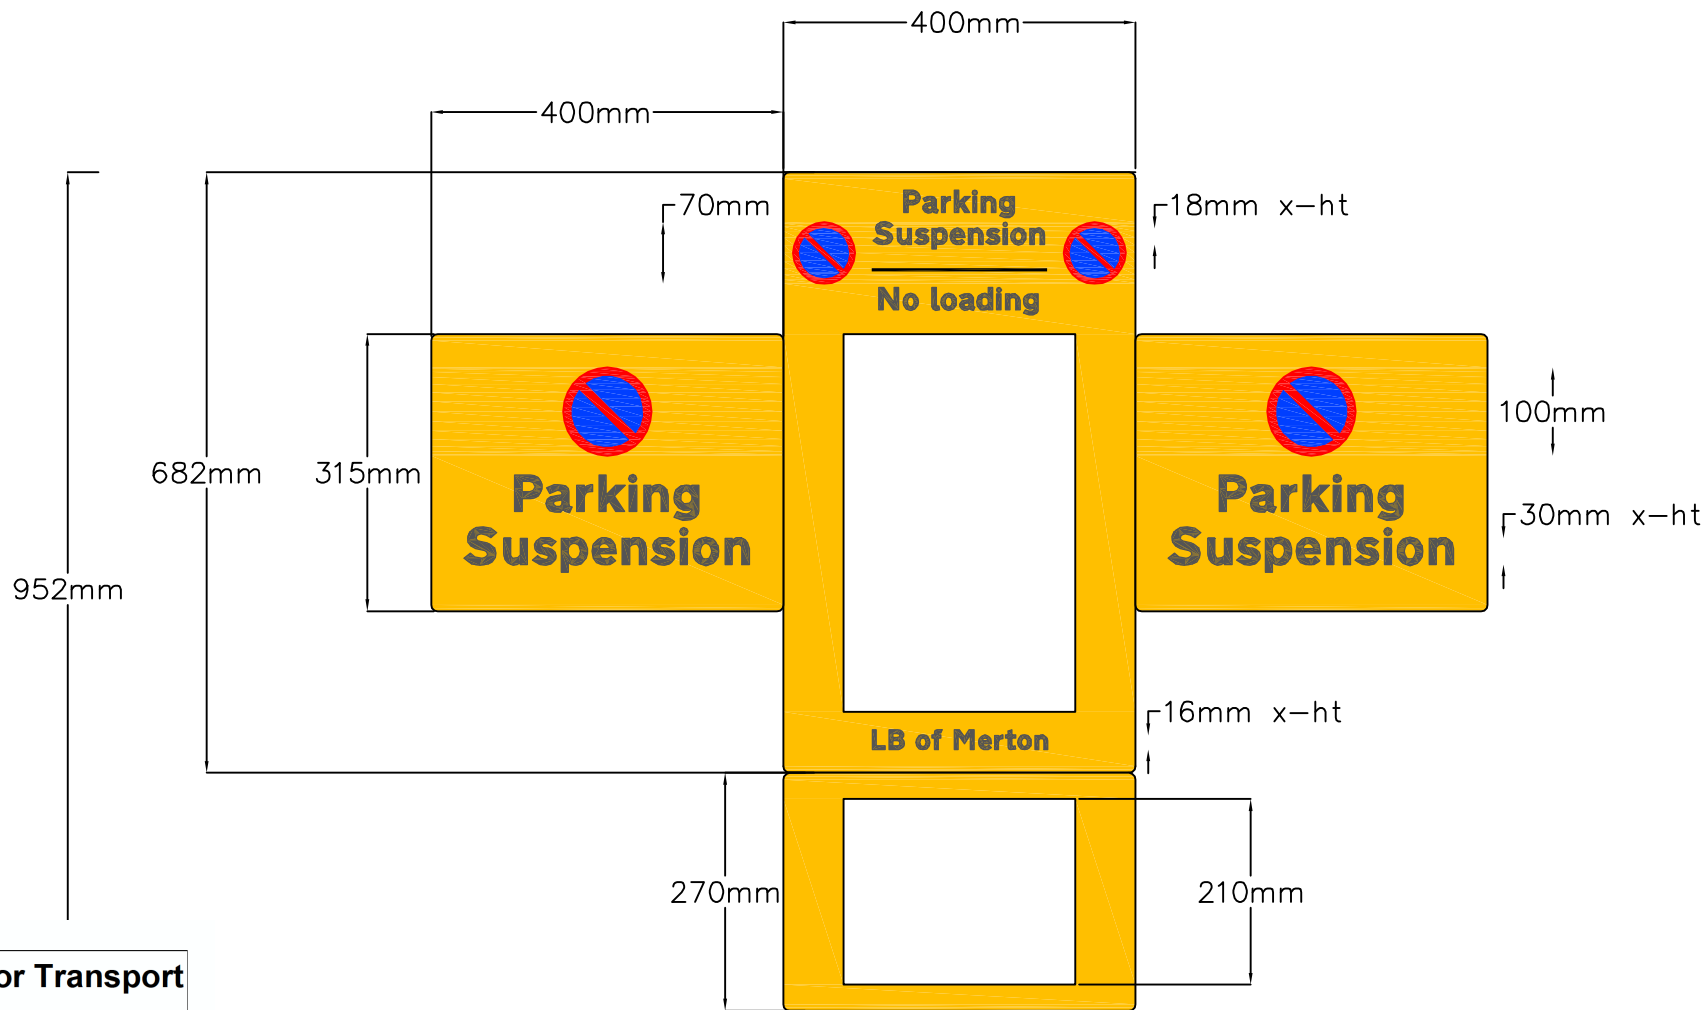 400mm
400mm
70mm
Parking
Suspension
18mm x-ht
No loading
682mm
315mm
Parking
Suspension
Parking
Suspension
100mm
30mm x-ht
952mm
16mm x-ht
LB of Merton
270mm
210mm
or Transport